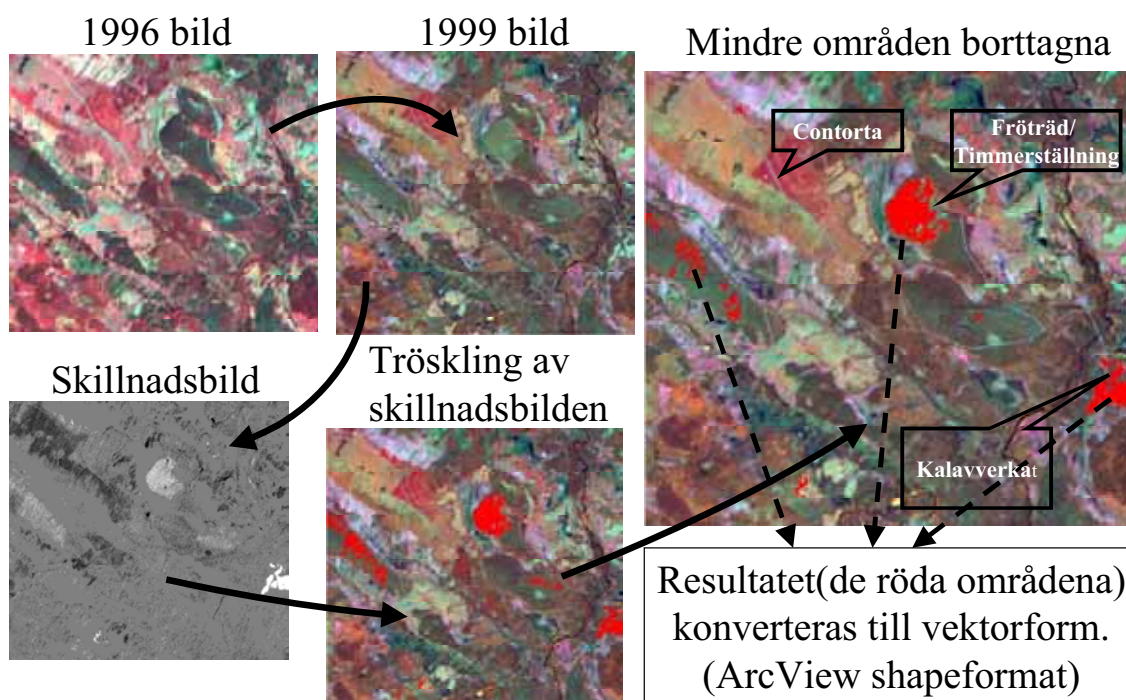 1996 bild
1999 bild
Mindre områden borttagna
Contorta
Fröträd/
Timmerställning
Skillnadsbild
Tröskling av
skillnadsbilden
Kalavverkat
Resultatet(de röda områdena)
konverteras till vektorform.
(ArcView shapeformat)